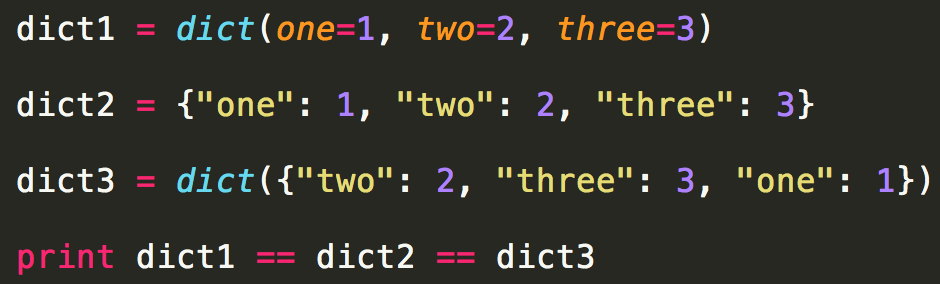 dict1 = dict(one=1, two=2, three=3)
dict2 = {"one": 1, "two": 2, "three": 3}
dict3 = dict({"two": 2, "three": 3, "one": 1})
print dict1 == dict2 == dict3